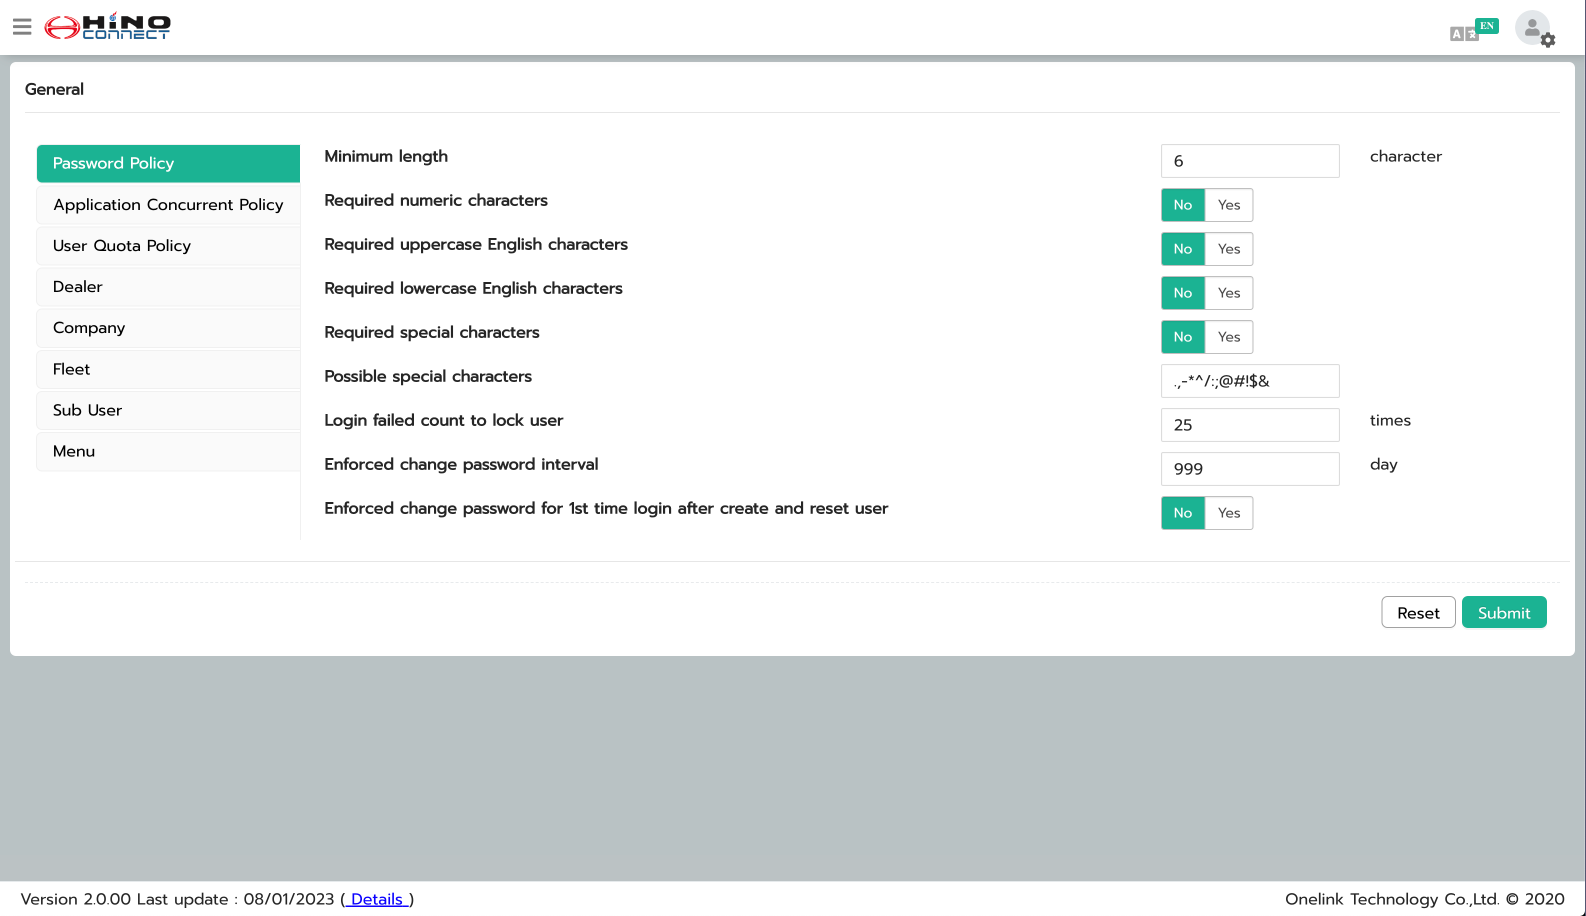 HINO
CONNECT
A EN
General
Password Policy
Application Concurrent Policy
User Quota Policy
Dealer
Company
Fleet
Sub User
Menu
Minimum length 6 character
Required numeric characters No Yes
Required uppercase English characters No Yes
Required lowercase English characters No Yes
Required special characters No Yes
Possible special characters .,-*^/:;@#!$&
Login failed count to lock user 25 times
Enforced change password interval 999 day
Enforced change password for 1st time login after create and reset user No Yes
Reset Submit
Version 2.0.00 Last update : 08/01/2023 ( Details )
Onelink Technology Co.,Ltd. © 2020